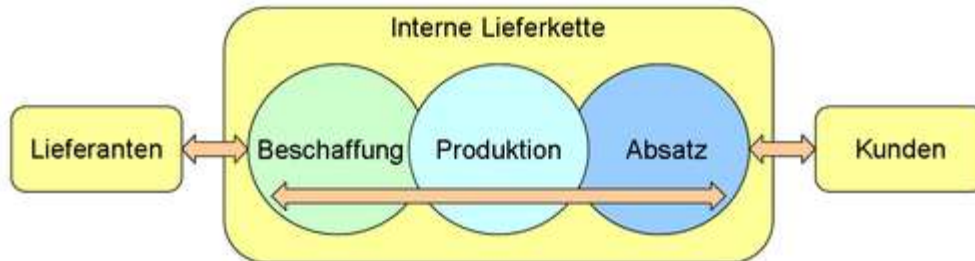 Interne Lieferkette
Lieferanten
Beschaffung
Produktion
Absatz
Kunden